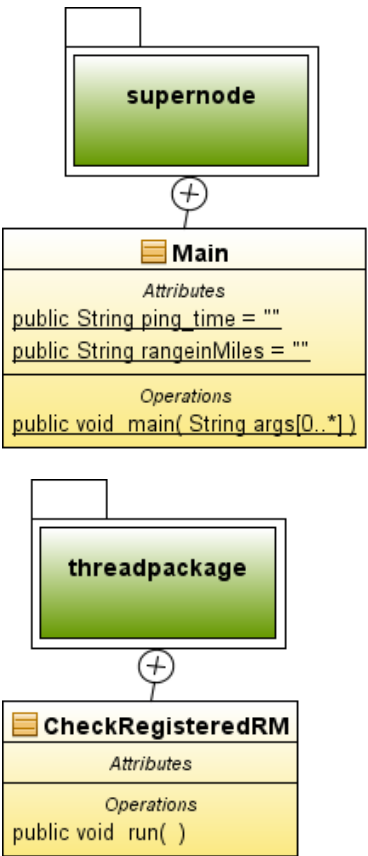 supernode
Main
Attributes
public String ping_time = ""
public String rangeinMiles = ""
Operations
public void  main( String args[0..*] )
threadpackage
CheckRegisteredRM
Attributes
Operations
public void  run(  )